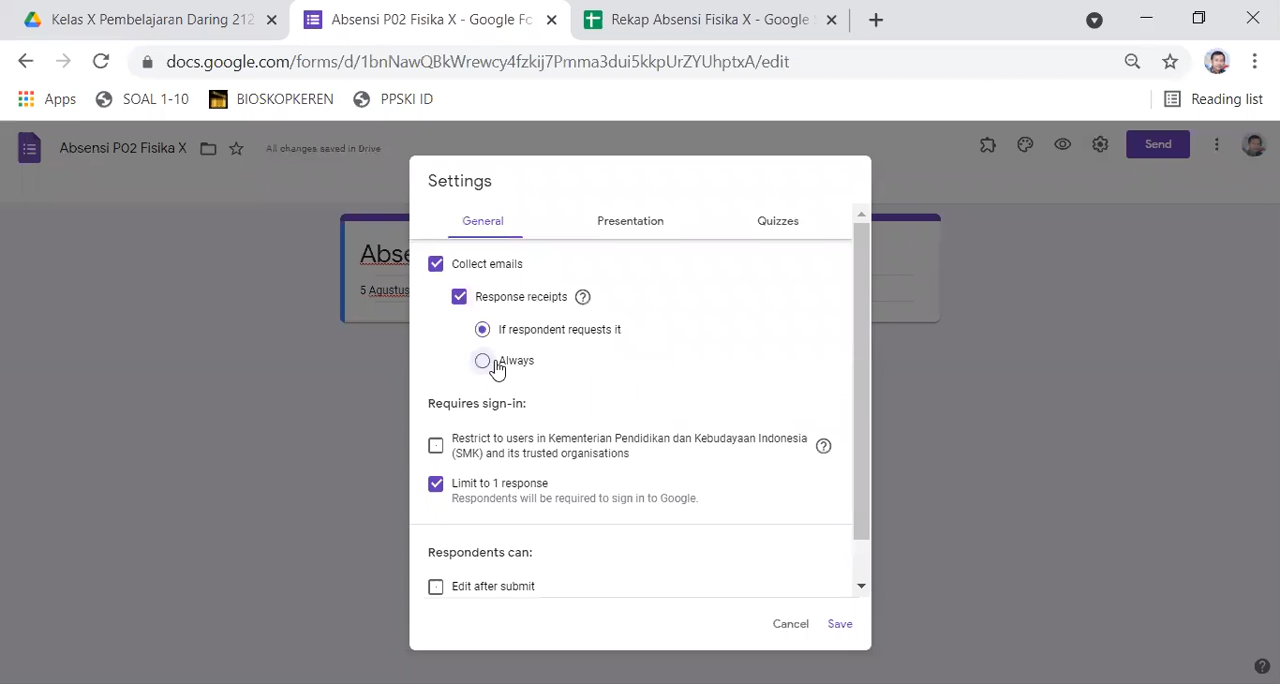 Kelas X Pembelajaran Daring 212
Absensi P02 Fisika X - Google Fo
Rekap Absensi Fisika X - Google S
docs.google.com/forms/d/1bnNawQBkWrewcy4fzkij7Pmma3dui5kkpUrZYUhptxA/edit
Apps
SOAL 1-10
BIOSKOPKEREN
PPSKI ID
Reading list
Absensi P02 Fisika X
All changes saved in Drive
Send
Settings
General
Presentation
Quizzes
Abse
5 Agustus
Collect emails
Response receipts
If respondent requests it
Always
Requires sign-in:
Restrict to users in Kementerian Pendidikan dan Kebudayaan Indonesia
(SMK) and its trusted organisations
Limit to 1 response
Respondents will be required to sign in to Google.
Respondents can:
Edit after submit
Cancel
Save